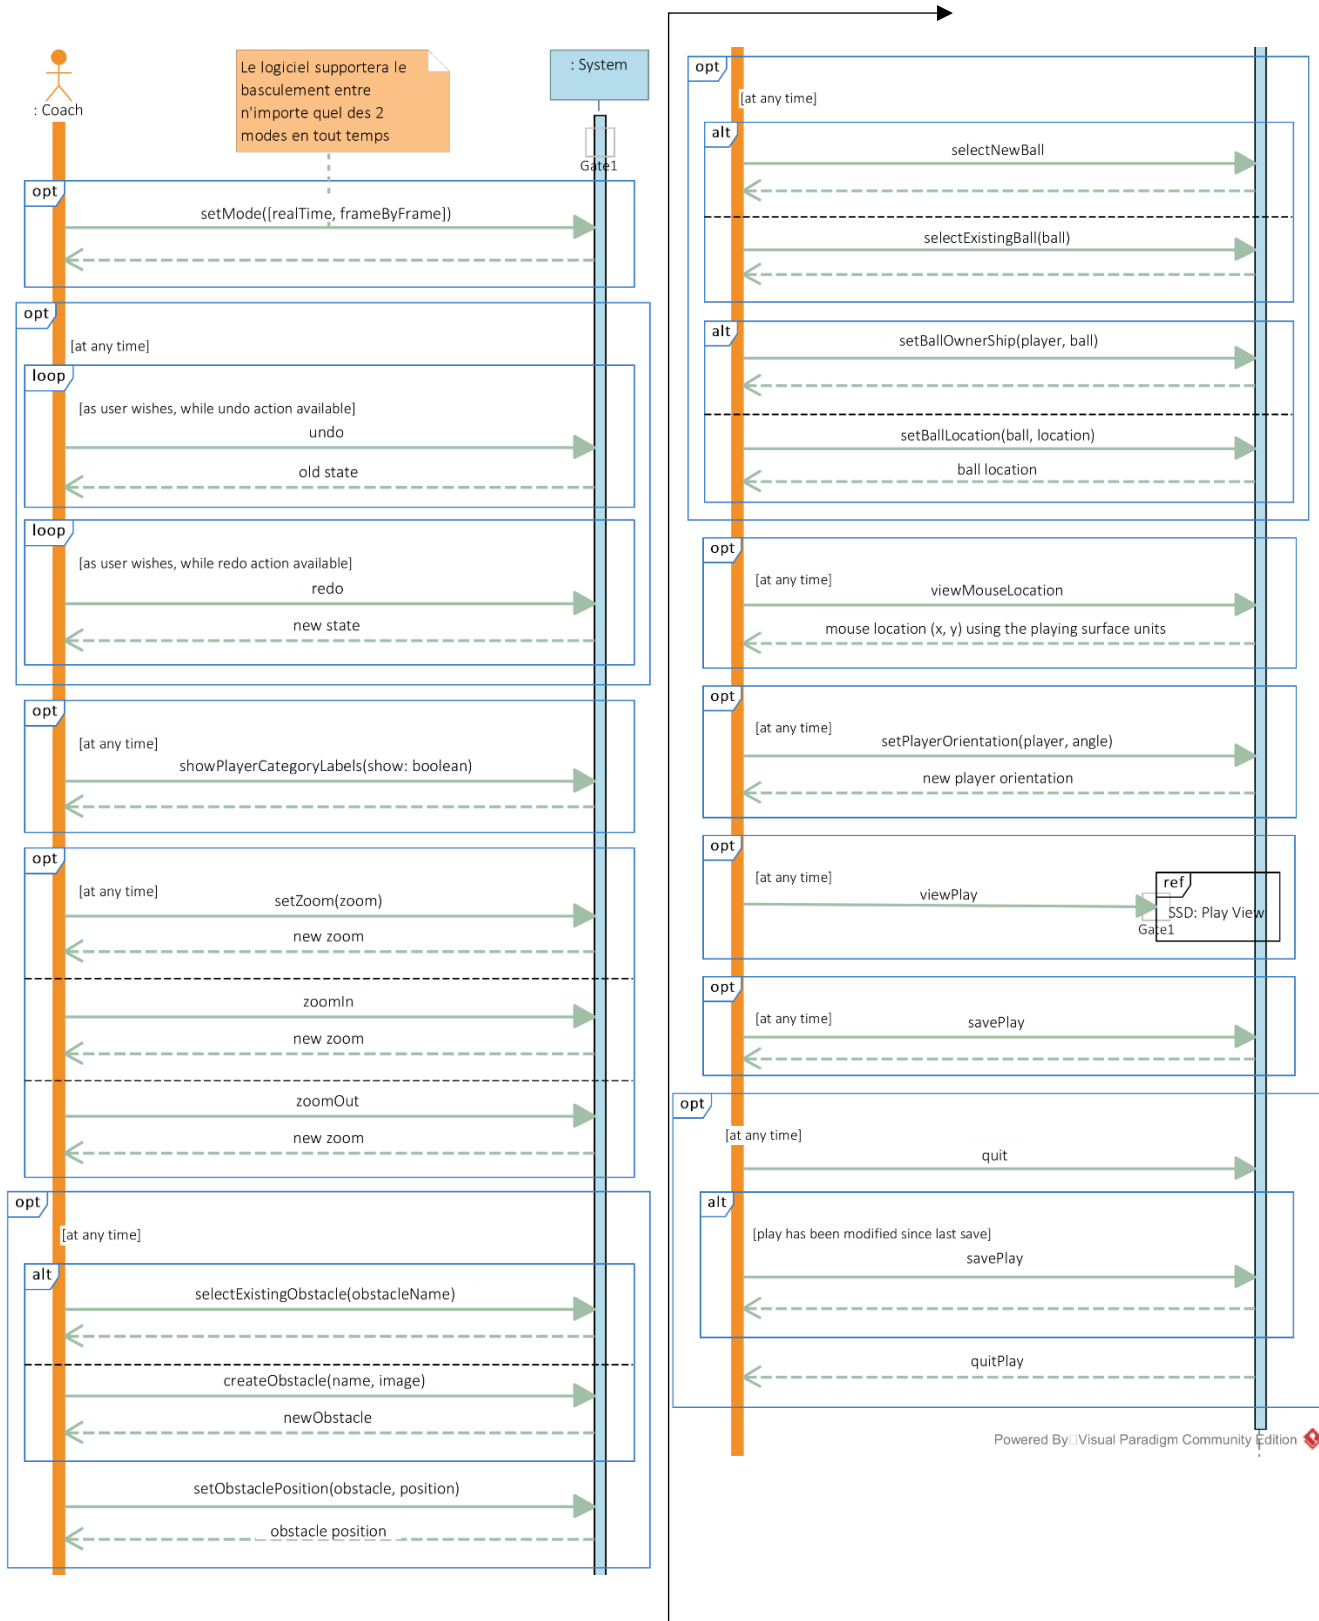 : Coach
Le logiciel supportera le
basculement entre
n'importe quel des 2
modes en tout temps
: System
Gate1
opt
setMode([realTime, frameByFrame])
opt
[at any time]
loop
[as user wishes, while undo action available]
undo
old state
loop
[as user wishes, while redo action available]
redo
new state
opt
[at any time]
showPlayerCategoryLabels(show: boolean)
opt
[at any time]
setZoom(zoom)
new zoom
zoomIn
new zoom
zoomOut
new zoom
opt
[at any time]
alt
selectExistingObstacle(obstacleName)
createObstacle(name, image)
newObstacle
setObstaclePosition(obstacle, position)
obstacle position
opt
[at any time]
alt
selectNewBall
selectExistingBall(ball)
alt
setBallOwnerShip(player, ball)
setBallLocation(ball, location)
ball location
opt
[at any time]
viewMouseLocation
mouse location (x, y) using the playing surface units
opt
[at any time]
setPlayerOrientation(player, angle)
new player orientation
opt
[at any time]
viewPlay
ref
SSD: Play View
Gate1
opt
[at any time]
savePlay
opt
[at any time]
quit
alt
[play has been modified since last save]
savePlay
quitPlay
Powered By Visual Paradigm Community Edition